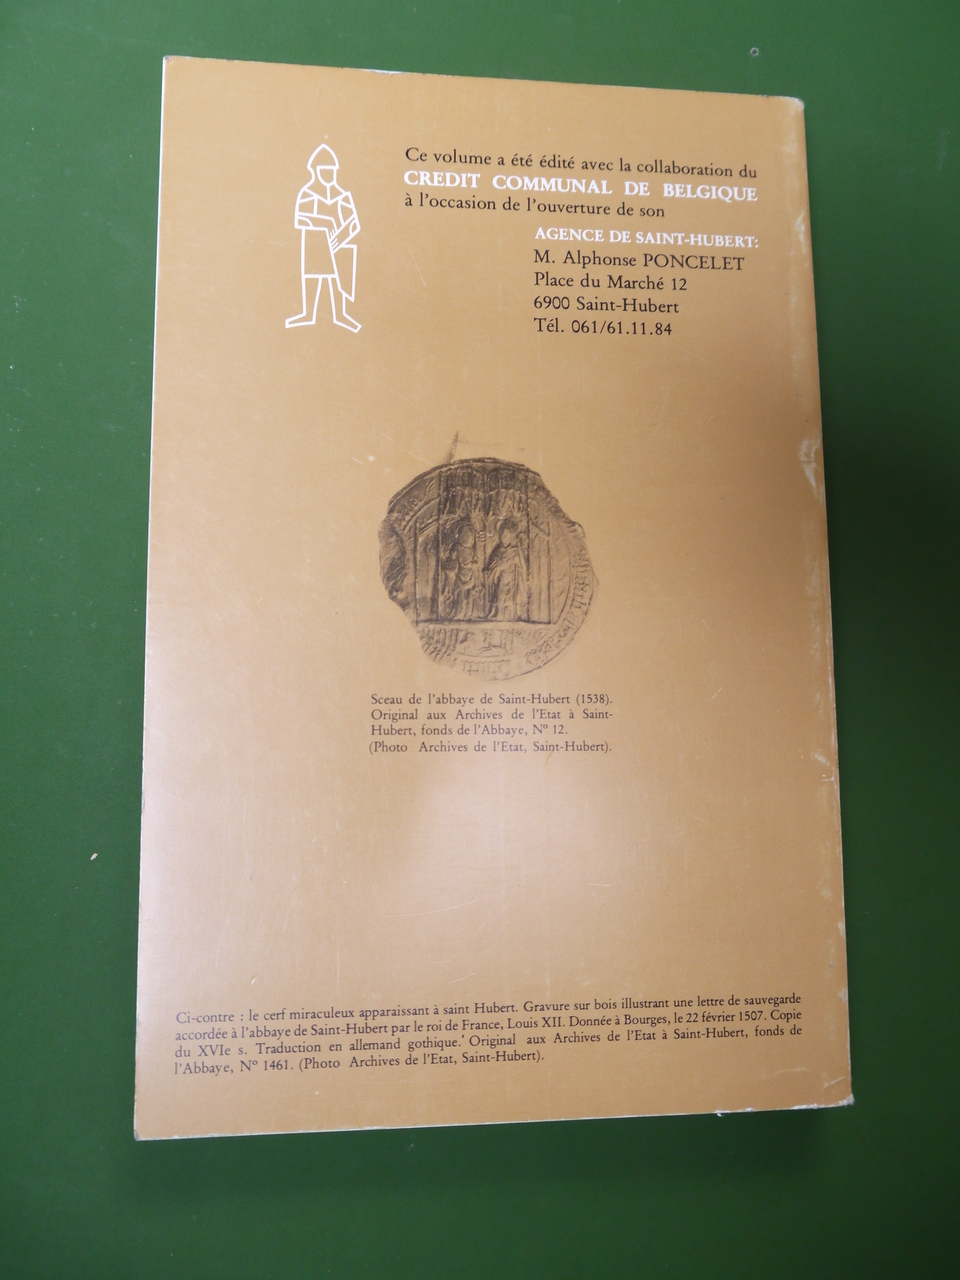 Ce volume a été édité avec la collaboration du
CREDIT COMMUNAL DE BELGIQUE
à l'occasion de l'ouverture de son
AGENCE DE SAINT-HUBERT:
M. Alphonse PONCELET
Place du Marché 12
6900 Saint-Hubert
Tél. 061/61.11.84
Sceau de l'abbaye de Saint-Hubert (1538).
Original aux Archives de l'Etat à Saint-
Hubert, fonds de l'Abbaye, N° 12.
(Photo Archives de l'Etat, Saint-Hubert).
Ci-contre : le cerf miraculeux apparaissant à saint Hubert. Gravure sur bois illustrant une lettre de sauvegarde
accordée à l'abbaye de Saint-Hubert par le roi de France, Louis XII. Donnée à Bourges, le 22 février 1507. Copie
du XVIe s. Traduction en allemand gothique. Original aux Archives de l'Etat à Saint-Hubert, fonds de
l'Abbaye, N° 1461. (Photo Archives de l'Etat, Saint-Hubert).